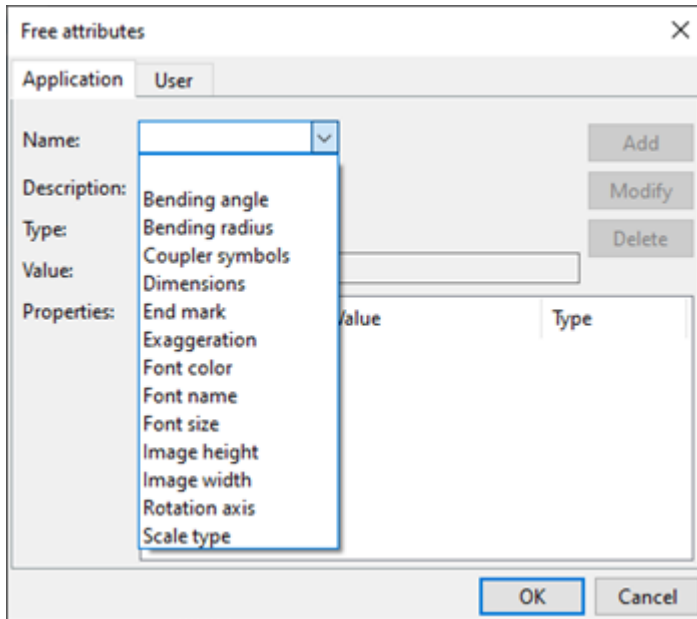 Free attributes
Application User
Name:
Add
Description:
Modify
Bending angle
Type:
Bending radius
Delete
Coupler symbols
Value:
Dimensions
Properties:
End mark
Type
Exaggeration
Font color
Font name
Font size
Image height
Image width
Rotation axis
Scale type
OK Cancel